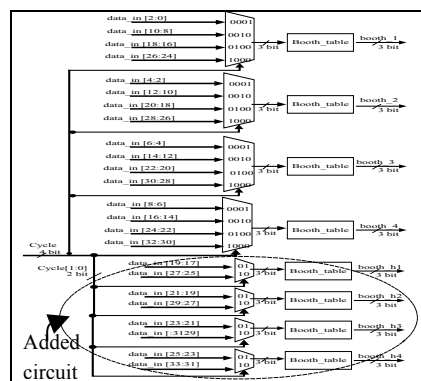 data_in [2:0]
data_in [10:8]
data_in [18:16]
data_in [26:24]
0001
0010
0100
1000
3 bit
Booth_table
booth_1
3 bit
data_in [4:2]
data_in [12:10]
data_in [20:18]
data_in [28:26]
0001
0010
0100
1000
3 bit
Booth_table
booth_2
3 bit
data_in [6:4]
data_in [14:12]
data_in [22:20]
data_in [30:28]
0001
0010
0100
1000
3 bit
Booth_table
booth_3
3 bit
data_in [8:6]
data_in [16:14]
data_in [24:22]
data_in [32:30]
0001
0010
0100
1000
3 bit
Booth_table
booth_4
3 bit
Cycle
4 bit
Cycle[1:0]
2 bit
data_in [19:17]
data_in [27:25]
01
10
3 bit
Booth_table
booth_h1
3 bit
data_in [21:19]
data_in [29:27]
01
10
3 bit
Booth_table
booth_h2
3 bit
data_in [23:21]
data_in [:3129]
01
10
3 bit
Booth_table
booth_h3
3 bit
data_in [25:23]
data_in [33:31]
01
10
3 bit
Booth_table
booth_h4
3 bit
Added
circuit